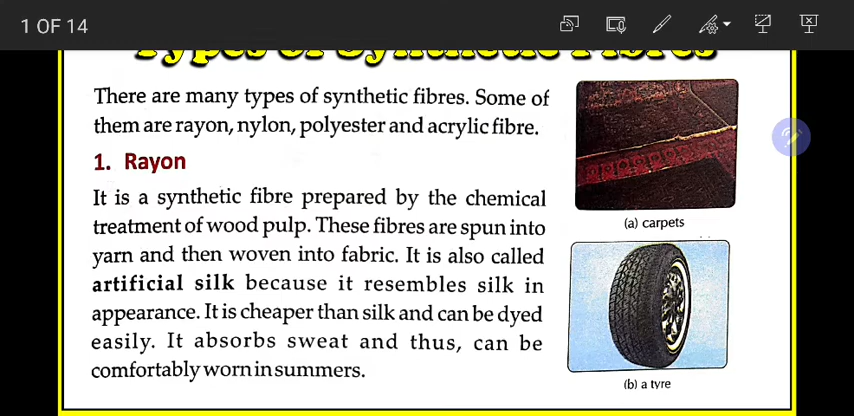 1 OF 14
Types of Synthetic Fibres
There are many types of synthetic fibres. Some of
them are rayon, nylon, polyester and acrylic fibre.
1. Rayon
It is a synthetic fibre prepared by the chemical
treatment of wood pulp. These fibres are spun into
yarn and then woven into fabric. It is also called
artificial silk because it resembles silk in
appearance. It is cheaper than silk and can be dyed
easily. It absorbs sweat and thus, can be
comfortably worn in summers.
(a) carpets
(b) a tyre